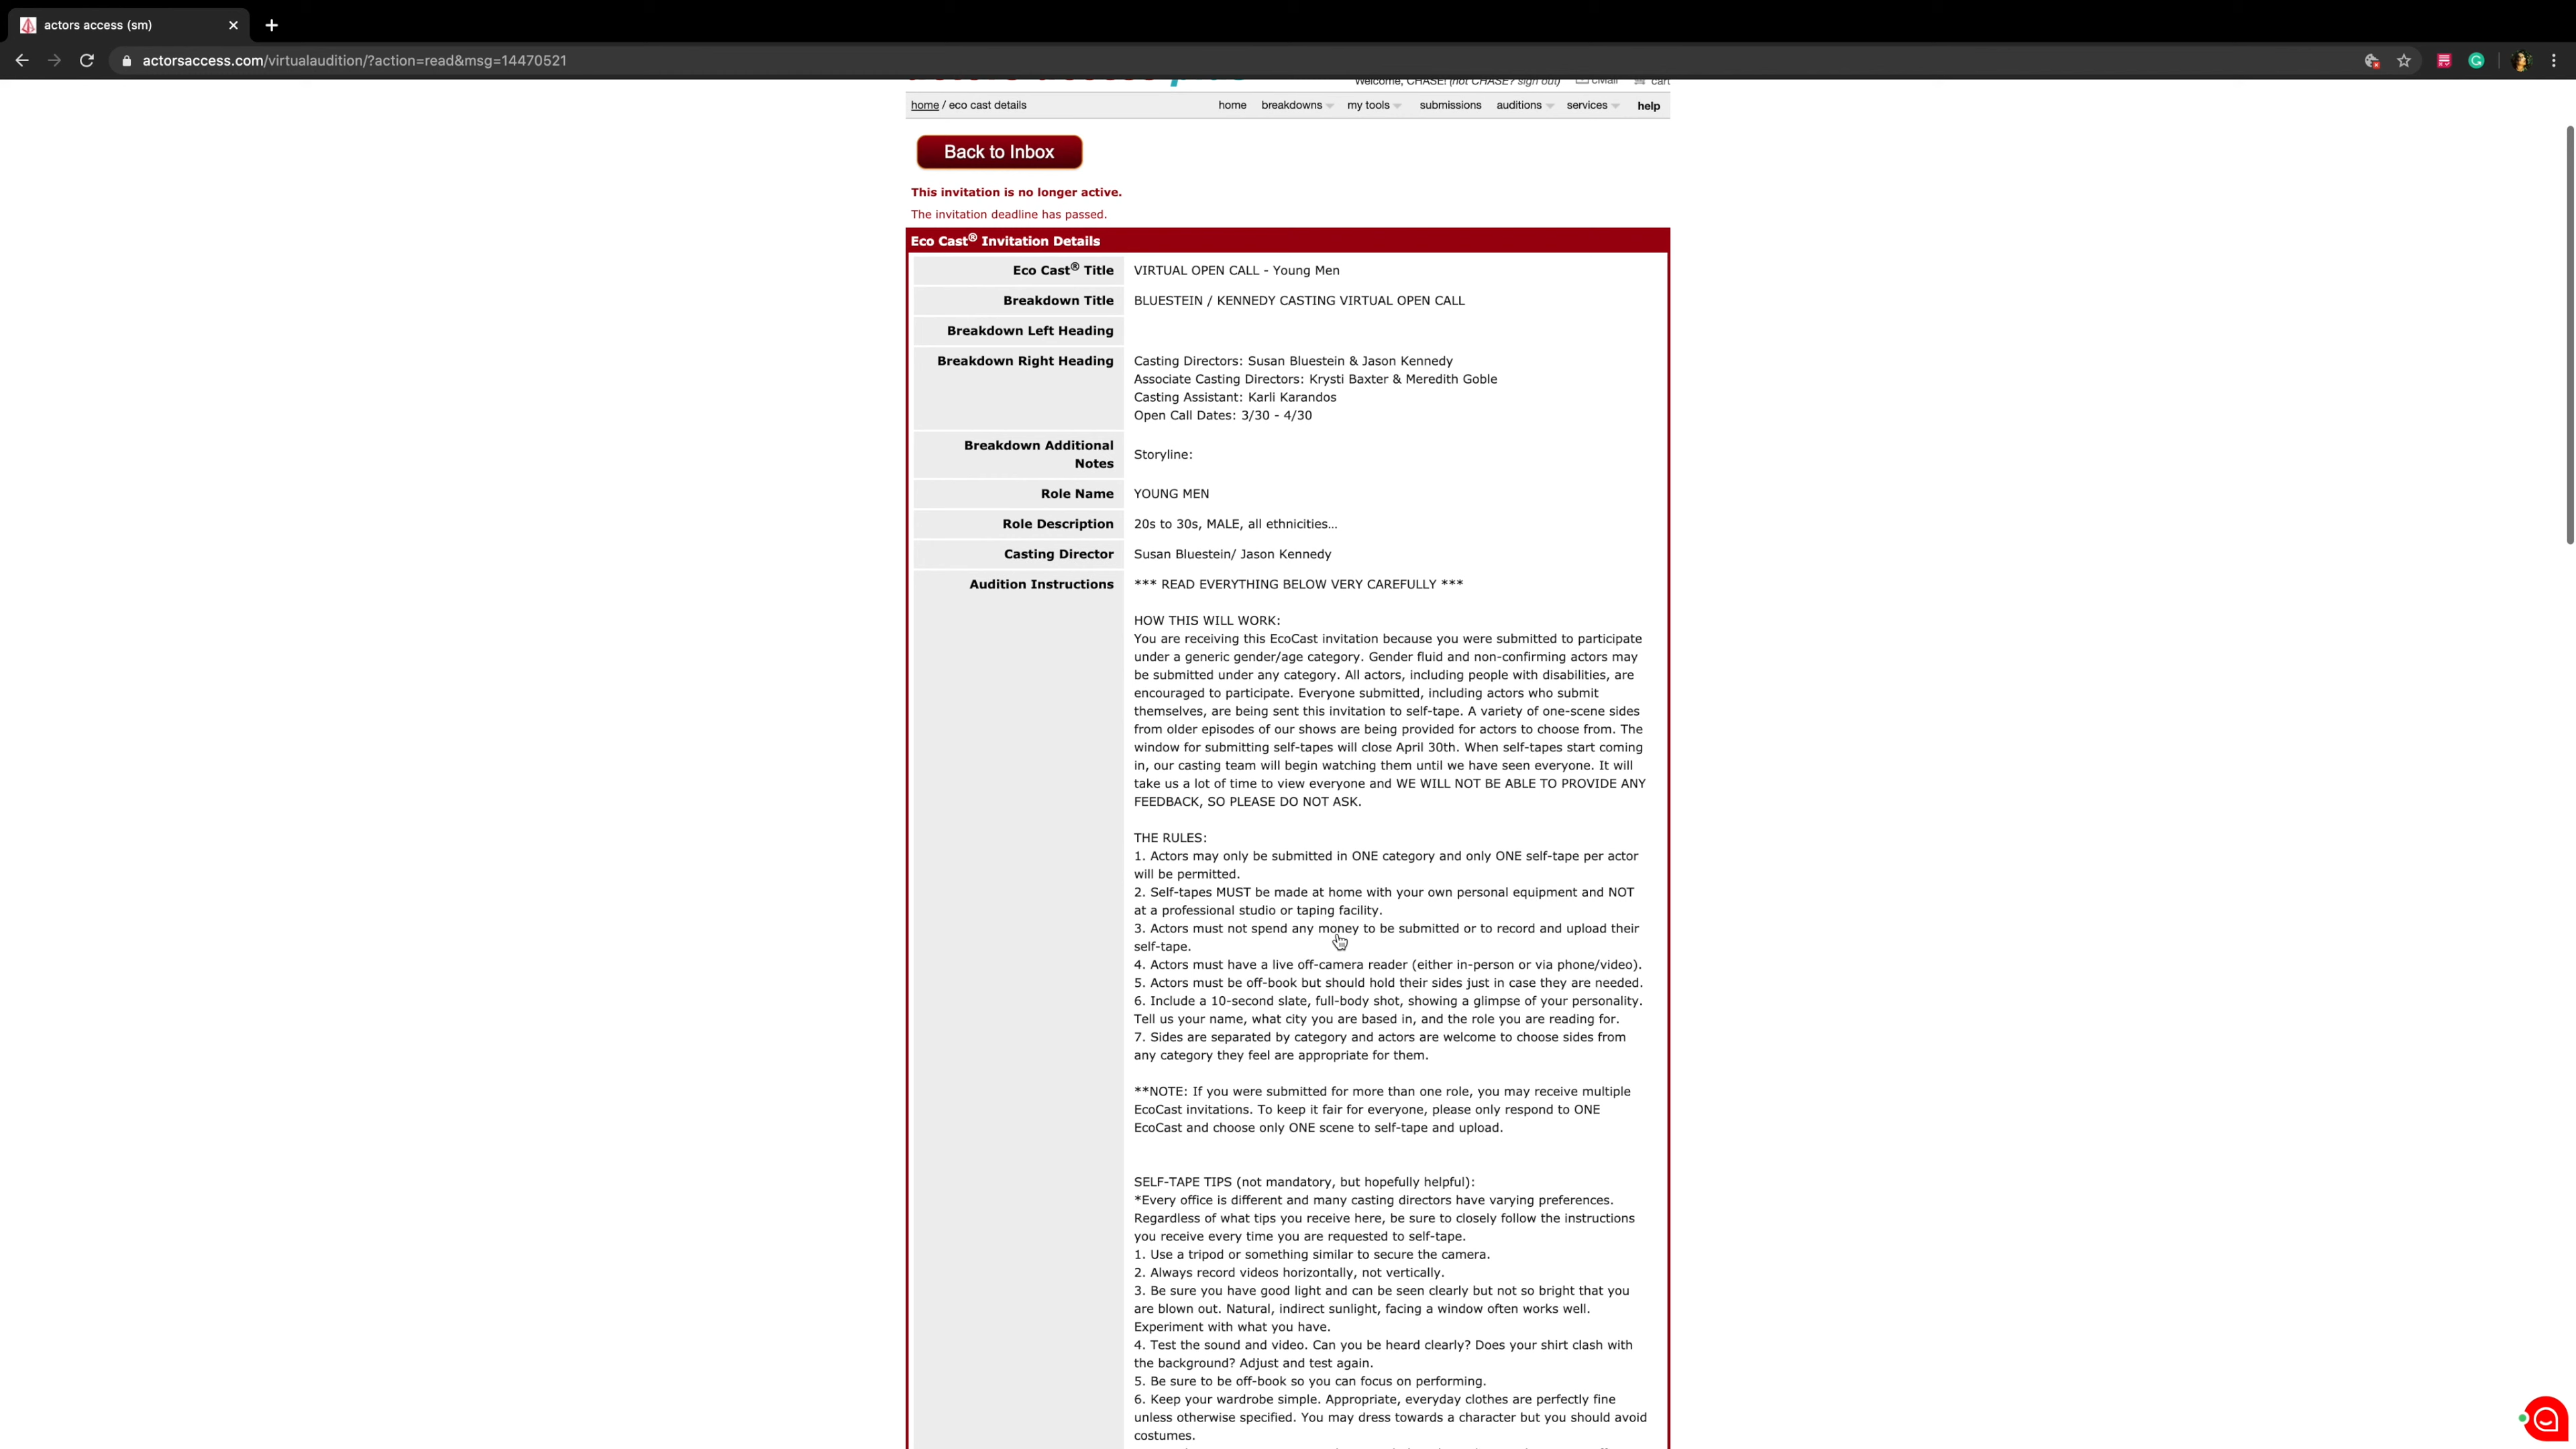 actors access (sm)
actorsaccess.com/virtualaudition/?action=read&msg=14470521
Welcome, CHASE! (not CHASE? sign out) cMail cart
home / eco cast details home breakdowns my tools submissions auditions services help
Back to Inbox
This invitation is no longer active.
The invitation deadline has passed.
Eco Cast® Invitation Details
Eco Cast® Title VIRTUAL OPEN CALL - Young Men
Breakdown Title BLUESTEIN / KENNEDY CASTING VIRTUAL OPEN CALL
Breakdown Left Heading
Breakdown Right Heading Casting Directors: Susan Bluestein & Jason Kennedy
Associate Casting Directors: Krysti Baxter & Meredith Goble
Casting Assistant: Karli Karandos
Open Call Dates: 3/30 - 4/30
Breakdown Additional
Notes
Storyline:
Role Name YOUNG MEN
Role Description 20s to 30s, MALE, all ethnicities...
Casting Director Susan Bluestein/ Jason Kennedy
Audition Instructions *** READ EVERYTHING BELOW VERY CAREFULLY ***
HOW THIS WILL WORK:
You are receiving this EcoCast invitation because you were submitted to participate
under a generic gender/age category. Gender fluid and non-confirming actors may
be submitted under any category. All actors, including people with disabilities, are
encouraged to participate. Everyone submitted, including actors who submit
themselves, are being sent this invitation to self-tape. A variety of one-scene sides
from older episodes of our shows are being provided for actors to choose from. The
window for submitting self-tapes will close April 30th. When self-tapes start coming
in, our casting team will begin watching them until we have seen everyone. It will
take us a lot of time to view everyone and WE WILL NOT BE ABLE TO PROVIDE ANY
FEEDBACK, SO PLEASE DO NOT ASK.
THE RULES:
1. Actors may only be submitted in ONE category and only ONE self-tape per actor
will be permitted.
2. Self-tapes MUST be made at home with your own personal equipment and NOT
at a professional studio or taping facility.
3. Actors must not spend any money to be submitted or to record and upload their
self-tape.
4. Actors must have a live off-camera reader (either in-person or via phone/video).
5. Actors must be off-book but should hold their sides just in case they are needed.
6. Include a 10-second slate, full-body shot, showing a glimpse of your personality.
Tell us your name, what city you are based in, and the role you are reading for.
7. Sides are separated by category and actors are welcome to choose sides from
any category they feel are appropriate for them.
**NOTE: If you were submitted for more than one role, you may receive multiple
EcoCast invitations. To keep it fair for everyone, please only respond to ONE
EcoCast and choose only ONE scene to self-tape and upload.
SELF-TAPE TIPS (not mandatory, but hopefully helpful):
*Every office is different and many casting directors have varying preferences.
Regardless of what tips you receive here, be sure to closely follow the instructions
you receive every time you are requested to self-tape.
1. Use a tripod or something similar to secure the camera.
2. Always record videos horizontally, not vertically.
3. Be sure you have good light and can be seen clearly but not so bright that you
are blown out. Natural, indirect sunlight, facing a window often works well.
Experiment with what you have.
4. Test the sound and video. Can you be heard clearly? Does your shirt clash with
the background? Adjust and test again.
5. Be sure to be off-book so you can focus on performing.
6. Keep your wardrobe simple. Appropriate, everyday clothes are perfectly fine
unless otherwise specified. You may dress towards a character but you should avoid
costumes.